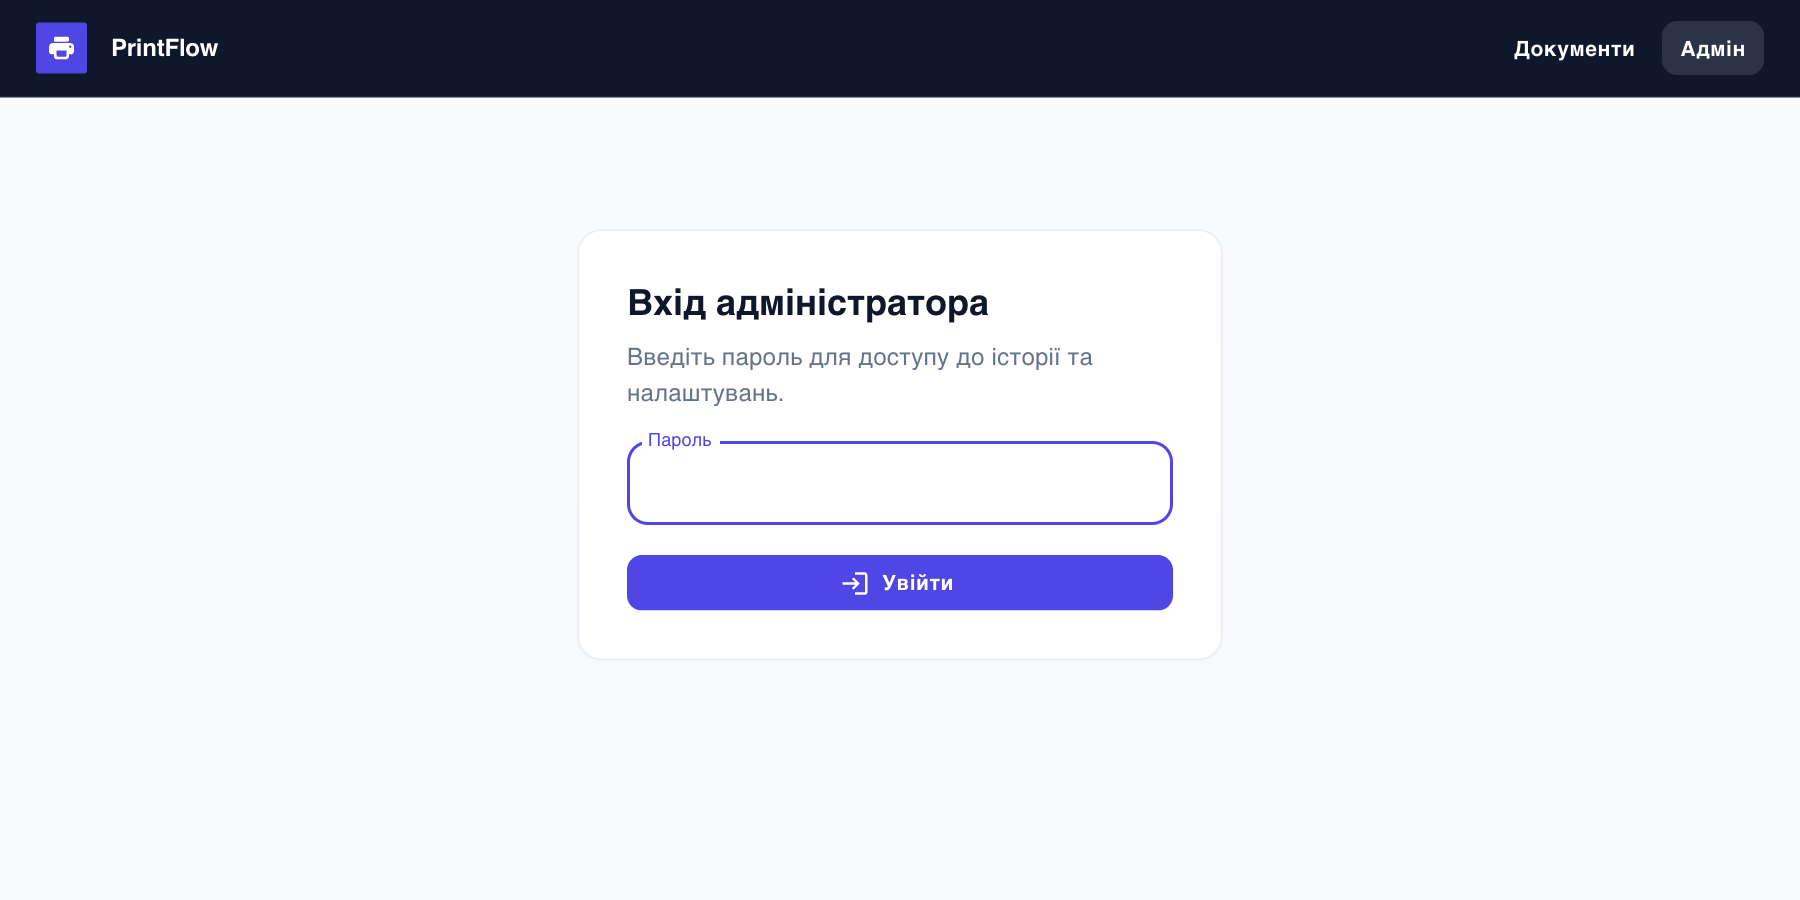 PrintFlow
Документи
Адмін
Вхід адміністратора
Введіть пароль для доступу до історії та
налаштувань.
Пароль
Увійти